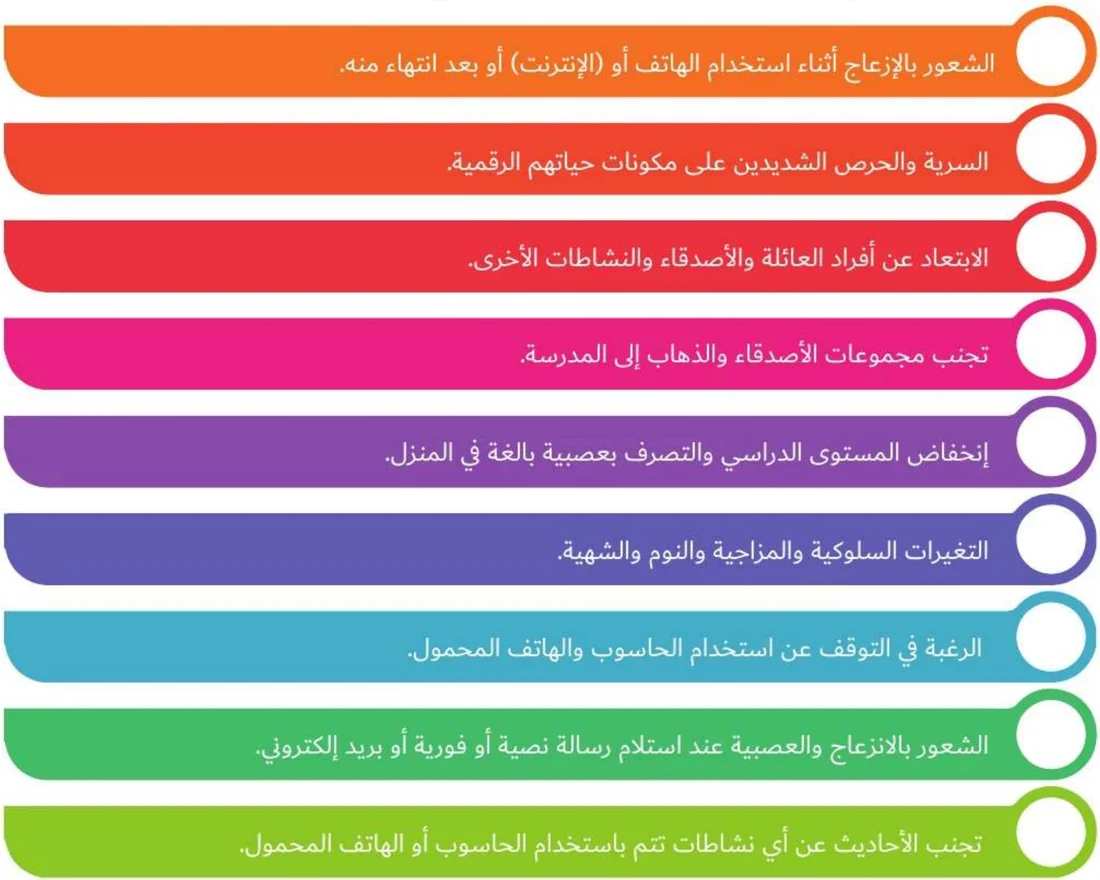 الشعور بالإزعاج أثناء استخدام الهاتف أو (الإنترنت) أو بعد انتهاء منه.
السرية والحرص الشديدين على مكونات حياتهم الرقمية.
الابتعاد عن أفراد العائلة والأصدقاء والنشاطات الأخرى.
تجنب مجموعات الأصدقاء والذهاب إلى المدرسة.
إنخفاض المستوى الدراسي والتصرف بعصبية بالغة في المنزل.
التغيرات السلوكية والمزاجية والنوم والشهية.
الرغبة في التوقف عن استخدام الحاسوب والهاتف المحمول.
الشعور بالانزعاج والعصبية عند استلام رسالة نصية أو فورية أو بريد إلكتروني.
تجنب الأحاديث عن أي نشاطات تتم باستخدام الحاسوب أو الهاتف المحمول.